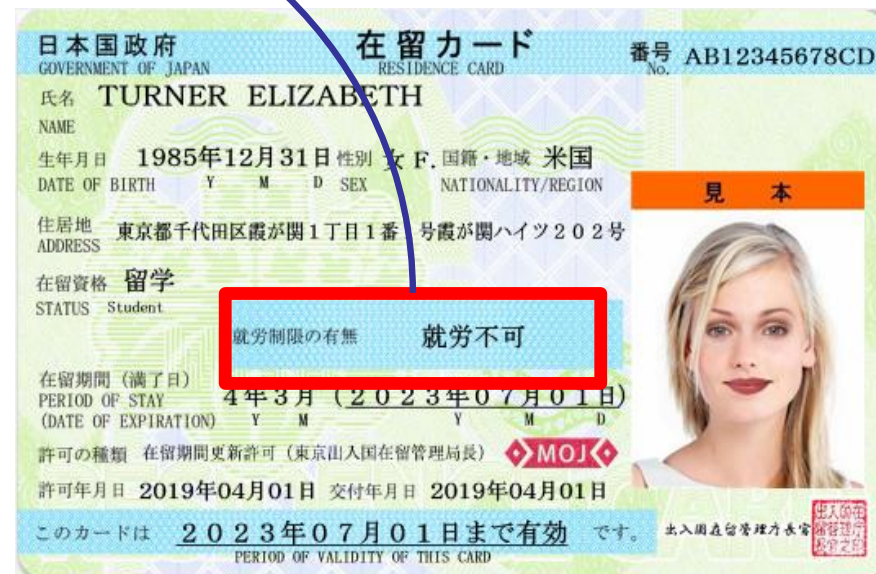 日本国政府 在留カード 番号 AB12345678CD
GOVERNMENT OF JAPAN RESIDENCE CARD No.
氏名 TURNER ELIZABETH
NAME
生年月日 1985年12月31日 性別 女 F. 国籍・地域 米国
DATE OF BIRTH Y M D SEX NATIONALITY/REGION
見本
住居地 東京都千代田区霞が関1丁目1番 号霞が関ハイツ202号
ADDRESS
在留資格 留学
STATUS Student
就労制限の有無 就労不可
在留期間(満了日)
PERIOD OF STAY 4年3月(2023年07月01日)
(DATE OF EXPIRATION) Y M Y M D
許可の種類 在留期間更新許可(東京出入国在留管理局長) MOJ
許可年月日 2019年04月01日 交付年月日 2019年04月01日
このカードは 2023年07月01日まで有効 です。 出入国在留管理庁長官
PERIOD OF VALIDITY OF THIS CARD